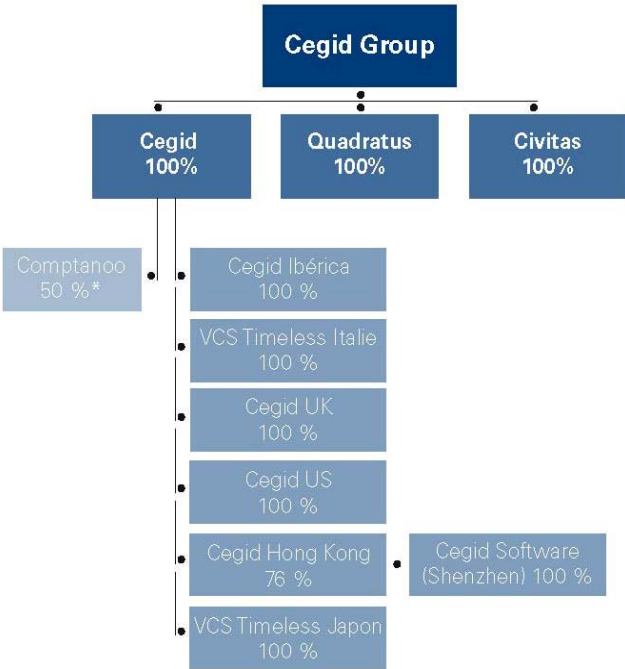 Cegid Group
Cegid
100%
Quadratus
100%
Civitas
100%
Comptanoo
50 %*
Cegid Ibérica
100 %
VCS Timeless Italie
100 %
Cegid UK
100 %
Cegid US
100 %
Cegid Hong Kong
76 %
Cegid Software
(Shenzhen) 100 %
VCS Timeless Japon
100 %